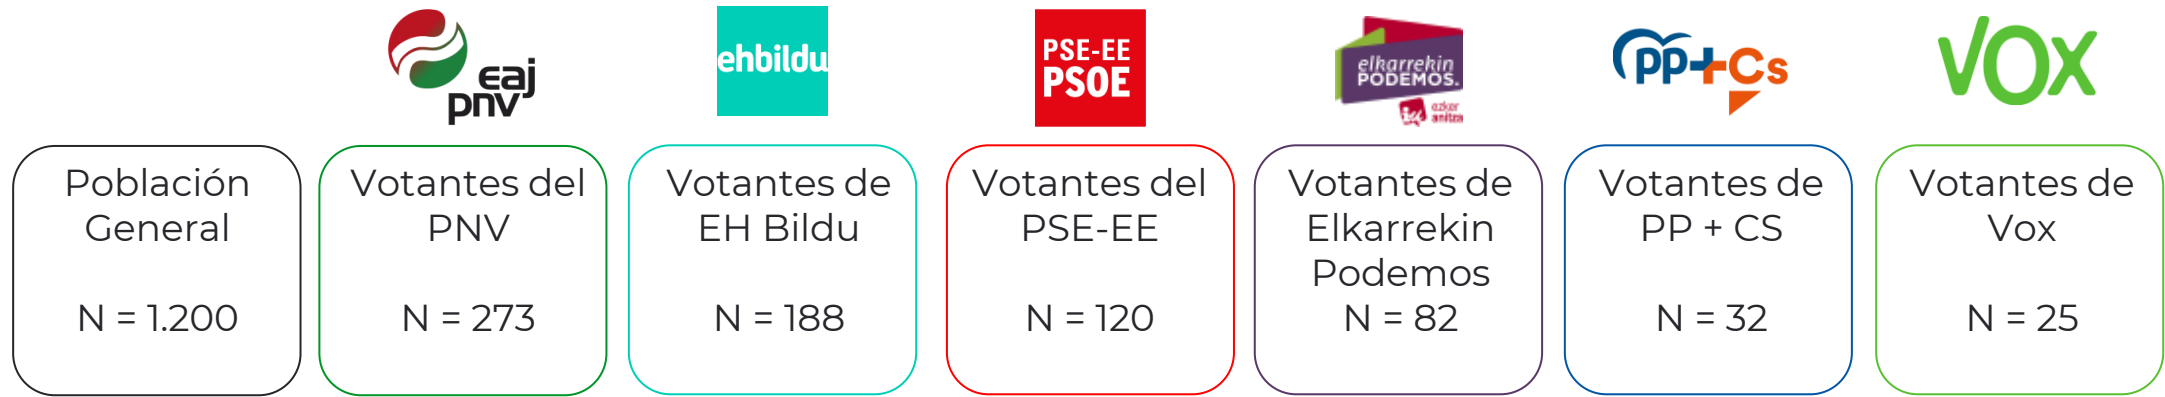 eaj
pnv
ehbildu
PSE-EE
PSOE
elkarrekin
PODEMOS.
iu ezker
anitza
PP+Cs
VOX
Población
General
N = 1.200
Votantes del
PNV
N = 273
Votantes de
EH Bildu
N = 188
Votantes del
PSE-EE
N = 120
Votantes de
Elkarrekin
Podemos
N = 82
Votantes de
PP + CS
N = 32
Votantes de
Vox
N = 25